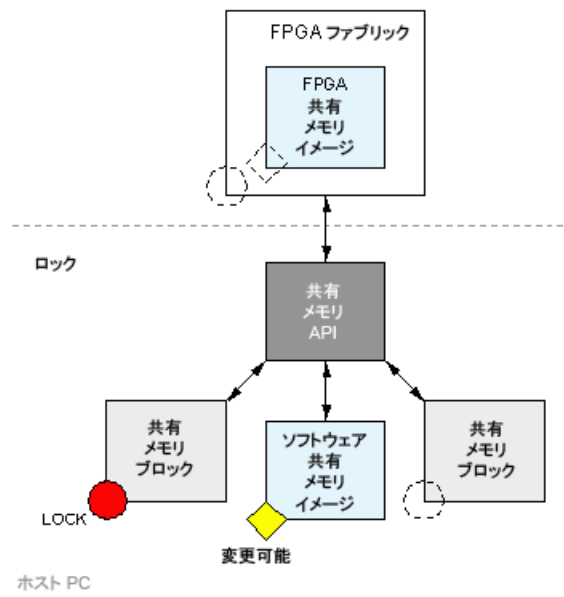 FPGA ファブリック
FPGA
共有
メモリ
イメージ
ロック
共有
メモリ
API
共有
メモリ
ブロック
ソフトウェア
共有
メモリ
イメージ
共有
メモリ
ブロック
LOCK
変更可能
ホスト PC